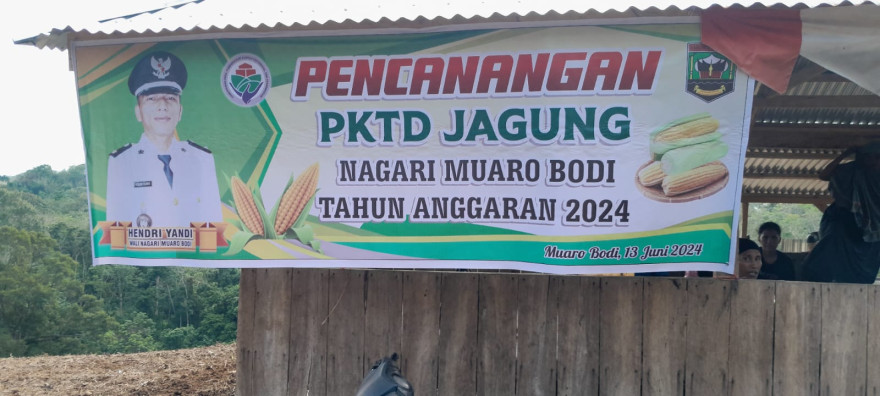 PENCANANGAN
PKTD JAGUNG
NAGARI MUARO BODI
TAHUN ANGGARAN 2024
HENDRI YANDI
WALI NAGARI MUARO BODI
Muaro Bodi, 13 Juni 2024